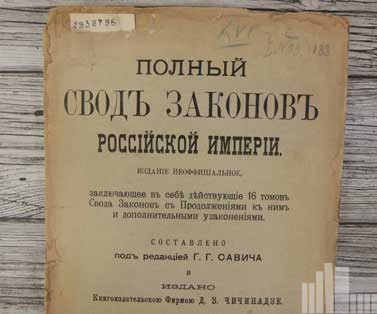 2938796
ПОЛНЫЙ
СВОДЪ ЗАКОНОВЪ
РОССІЙСКОЙ ИМПЕРІИ.
ИЗДАНІЕ НЕОФФИЦІАЛЬНОЕ,
заключающее въ себѣ дѣйствующіе 16 томовъ
Свода Законовъ съ Продолженіями къ нимъ
и дополнительными узаконеніями.
СОСТАВЛЕНО
подъ редакціей Г. Г. САВИЧА
и
ИЗДАНО
Книгоиздательскою Фирмою Д. В. ЧИЧИНАДЗЕ.